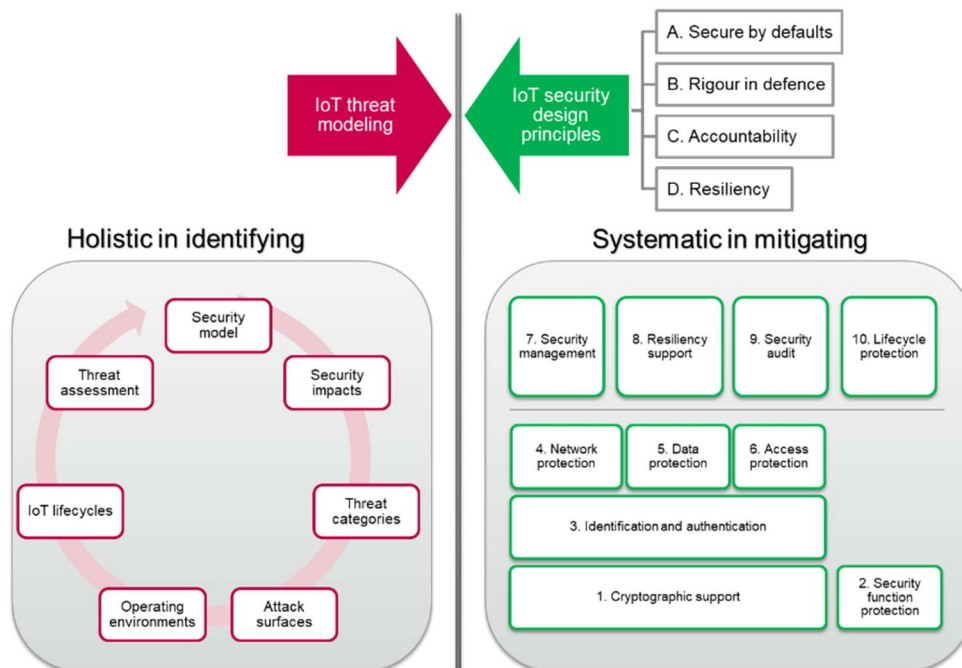 IoT threat
modeling
IoT security
design
principles
A. Secure by defaults
B. Rigour in defence
C. Accountability
D. Resiliency
Holistic in identifying
Security
model
Security
impacts
Threat
categories
Attack
surfaces
Operating
environments
IoT lifecycles
Threat
assessment
Systematic in mitigating
7. Security
management
8. Resiliency
support
9. Security
audit
10. Lifecycle
protection
4. Network
protection
5. Data
protection
6. Access
protection
3. Identification and authentication
1. Cryptographic support
2. Security
function
protection